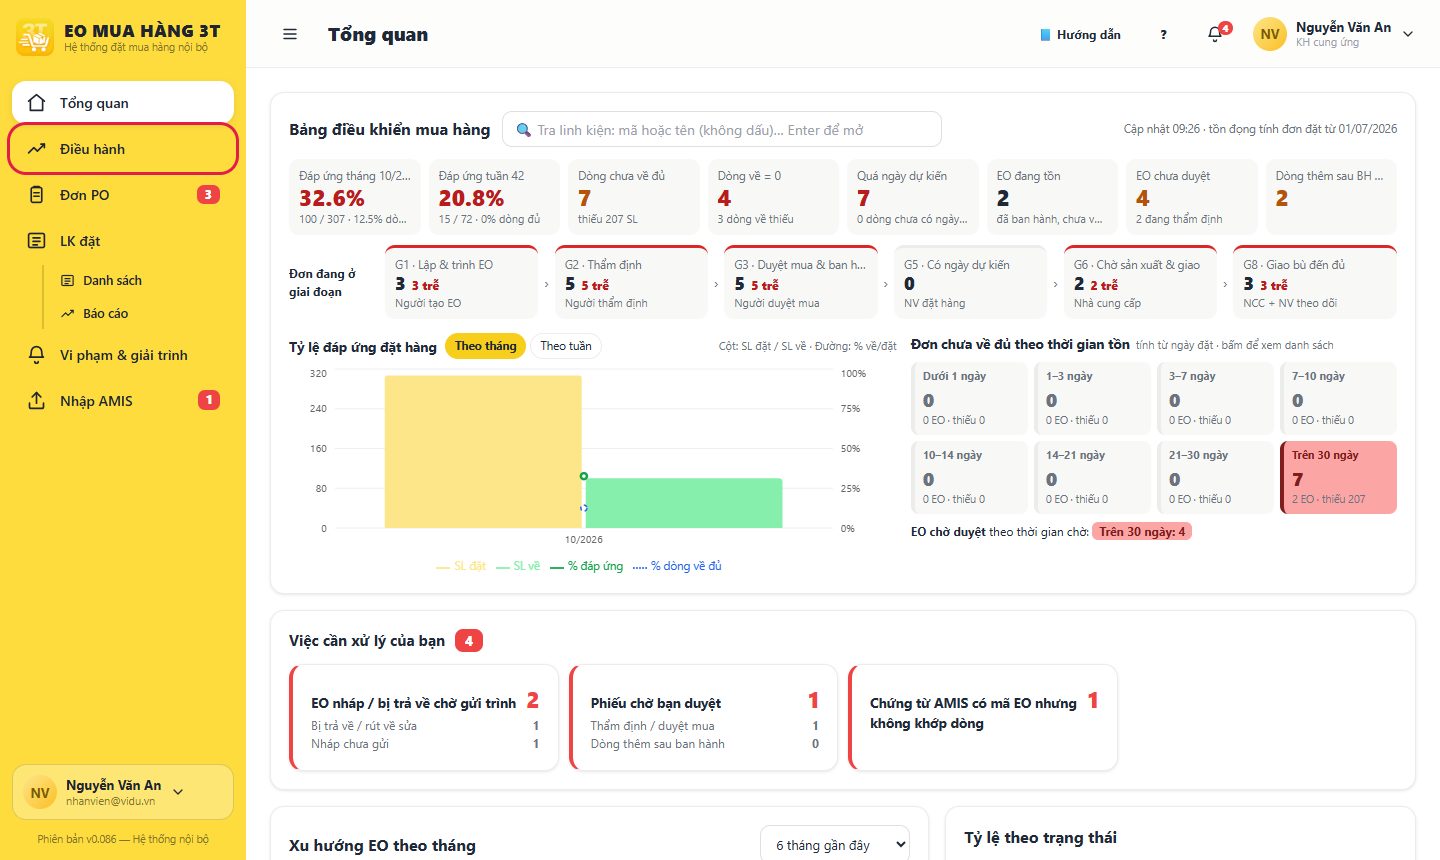 EO MUA HÀNG 3T
Hệ thống đặt mua hàng nội bộ
Tổng quan
Điều hành
Đơn PO 3
LK đặt
Danh sách
Báo cáo
Vi phạm & giải trình
Nhập AMIS 1
NV Nguyễn Văn An
nhanvien@vidu.vn
Phiên bản v0.086 — Hệ thống nội bộ
Tổng quan
Hướng dẫn ? 4
NV Nguyễn Văn An
KH cung ứng
Bảng điều khiển mua hàng
Tra linh kiện: mã hoặc tên (không dấu)... Enter để mở
Cập nhật 09:26 · tồn đọng tính đơn đặt từ 01/07/2026
Đáp ứng tháng 10/2...
32.6%
100 / 307 · 12.5% dò...
Đáp ứng tuần 42
20.8%
15 / 72 · 0% dòng đủ
Dòng chưa về đủ
7
thiếu 207 SL
Dòng về = 0
4
3 dòng về thiếu
Quá ngày dự kiến
7
0 dòng chưa có ngày...
EO đang tồn
2
đã ban hành, chưa v...
EO chưa duyệt
4
2 đang thẩm định
Dòng thêm sau BH ...
2
Đơn đang ở
giai đoạn
G1 · Lập & trình EO
3 3 trễ
Người tạo EO
›
G2 · Thẩm định
5 5 trễ
Người thẩm định
›
G3 · Duyệt mua & ban h...
5 5 trễ
Người duyệt mua
›
G5 · Có ngày dự kiến
0
NV đặt hàng
›
G6 · Chờ sản xuất & giao
2 2 trễ
Nhà cung cấp
›
G8 · Giao bù đến đủ
3 3 trễ
NCC + NV theo dõi
Tỷ lệ đáp ứng đặt hàng Theo tháng Theo tuần
Cột: SL đặt / SL về · Đường: % về/đặt
320 100%
240 75%
160 50%
80 25%
0 0%
10/2026
SL đặt SL về % đáp ứng % dòng về đủ
Đơn chưa về đủ theo thời gian tồn tính từ ngày đặt · bấm để xem danh sách
Dưới 1 ngày
0
0 EO · thiếu 0
1–3 ngày
0
0 EO · thiếu 0
3–7 ngày
0
0 EO · thiếu 0
7–10 ngày
0
0 EO · thiếu 0
10–14 ngày
0
0 EO · thiếu 0
14–21 ngày
0
0 EO · thiếu 0
21–30 ngày
0
0 EO · thiếu 0
Trên 30 ngày
7
2 EO · thiếu 207
EO chờ duyệt theo thời gian chờ: Trên 30 ngày: 4
Việc cần xử lý của bạn 4
EO nháp / bị trả về chờ gửi trình 2
Bị trả về / rút về sửa 1
Nháp chưa gửi 1
Phiếu chờ bạn duyệt 1
Thẩm định / duyệt mua 1
Dòng thêm sau ban hành 0
Chứng từ AMIS có mã EO nhưng 1
không khớp dòng
Xu hướng EO theo tháng
6 tháng gần đây
Tỷ lệ theo trạng thái